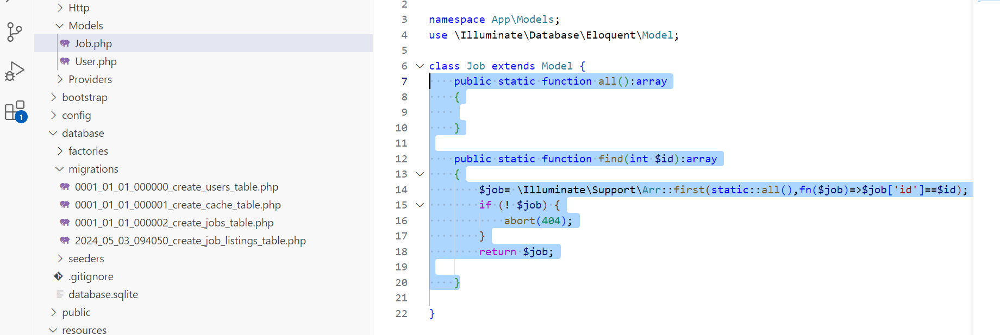 Http
Models
Job.php
User.php
Providers
bootstrap
config
database
factories
migrations
0001_01_01_000000_create_users_table.php
0001_01_01_000001_create_cache_table.php
0001_01_01_000002_create_jobs_table.php
2024_05_03_094050_create_job_listings_table.php
seeders
.gitignore
database.sqlite
public
resources
1
2
3 namespace App\Models;
4 use \Illuminate\Database\Eloquent\Model;
5
6 class Job extends Model {
7 public static function all():array
8 {
9
10 }
11
12 public static function find(int $id):array
13 {
14 $job= \Illuminate\Support\Arr::first(static::all(),fn($job)=>$job['id']==$id);
15 if (! $job) {
16 abort(404);
17 }
18 return $job;
19
20 }
21
22 }